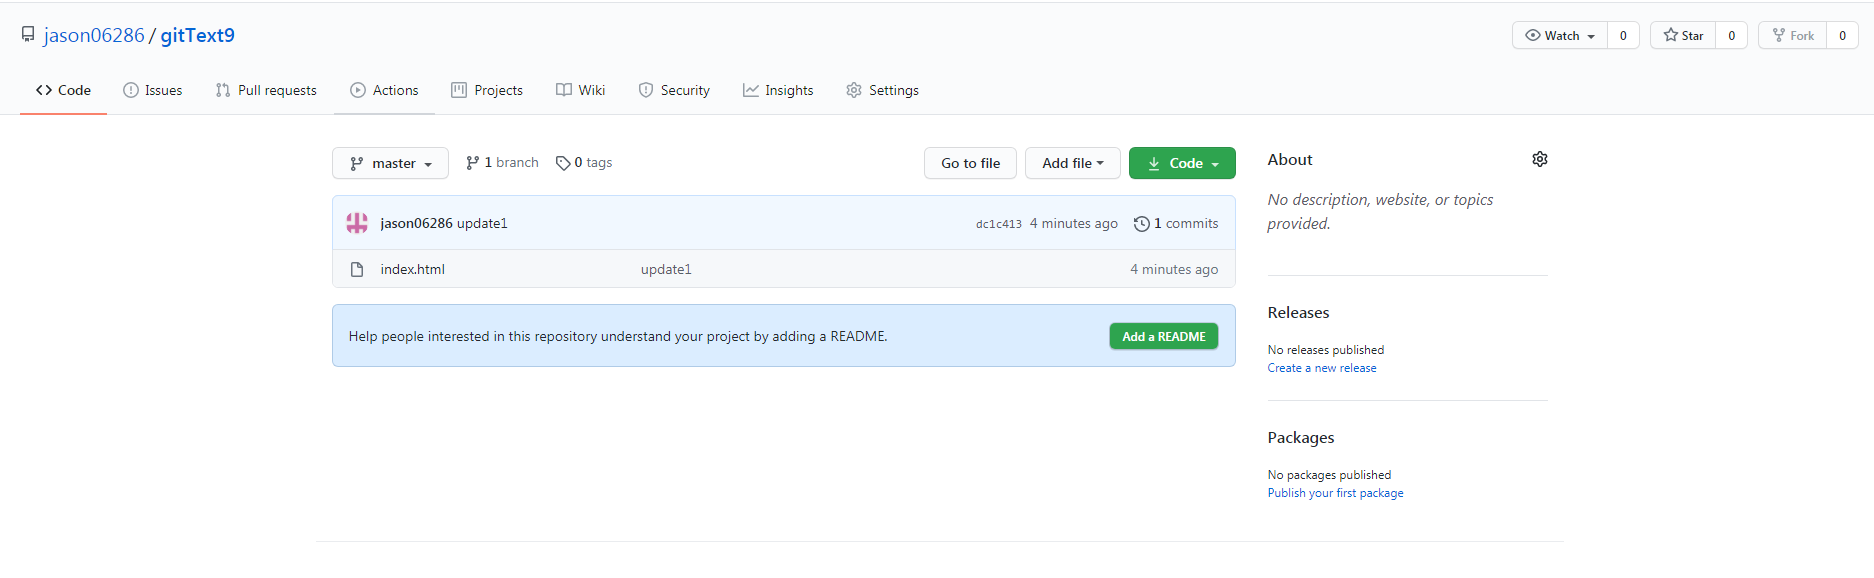 jason06286 / gitText9
Watch 0 Star 0 Fork 0
Code Issues Pull requests Actions Projects Wiki Security Insights Settings
master 1 branch 0 tags Go to file Add file Code
jason06286 update1 dc1c413 4 minutes ago 1 commits
index.html update1 4 minutes ago
Help people interested in this repository understand your project by adding a README. Add a README
About
No description, website, or topics
provided.
Releases
No releases published
Create a new release
Packages
No packages published
Publish your first package